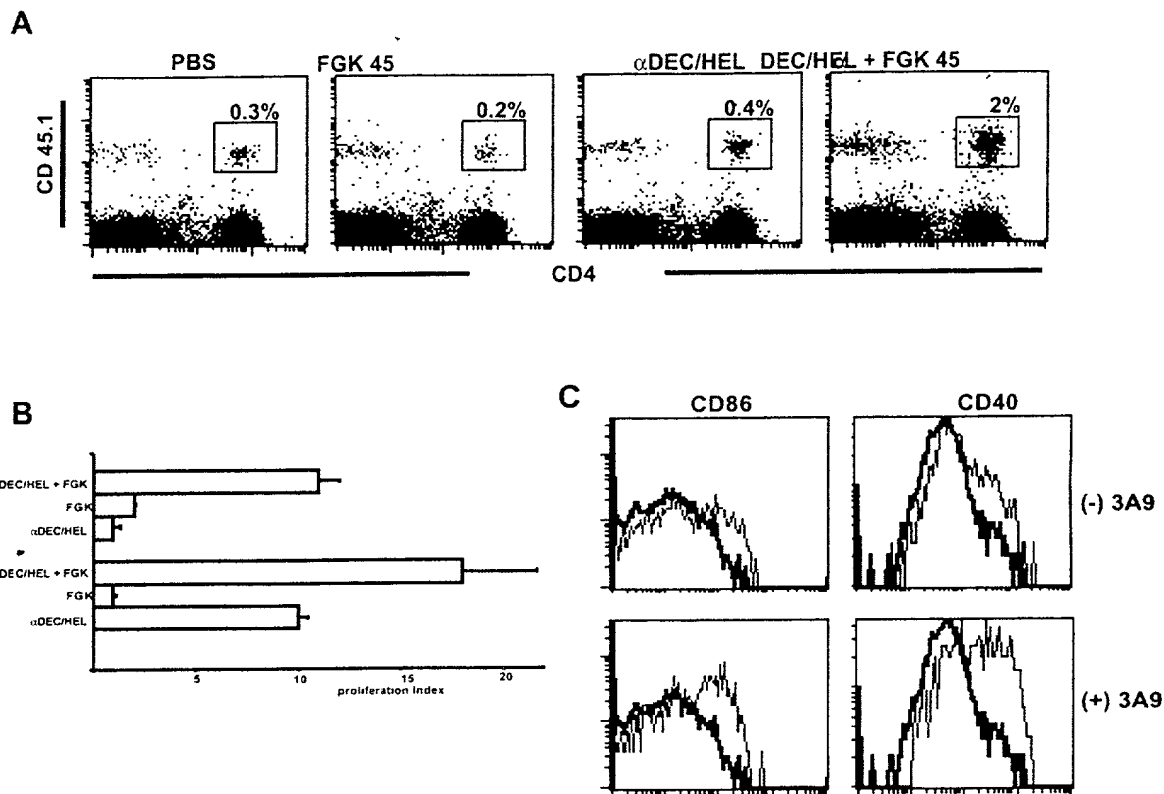 A
PBS
FGK 45
αDEC/HEL DEC/HEL + FGK 45
0.3%
0.2%
0.4%
2%
CD 45.1
CD4
B
DEC/HEL + FGK
FGK
αDEC/HEL
DEC/HEL + FGK
FGK
αDEC/HEL
5
10
15
20
proliferation Index
C
CD86
CD40
(-) 3A9
(+) 3A9